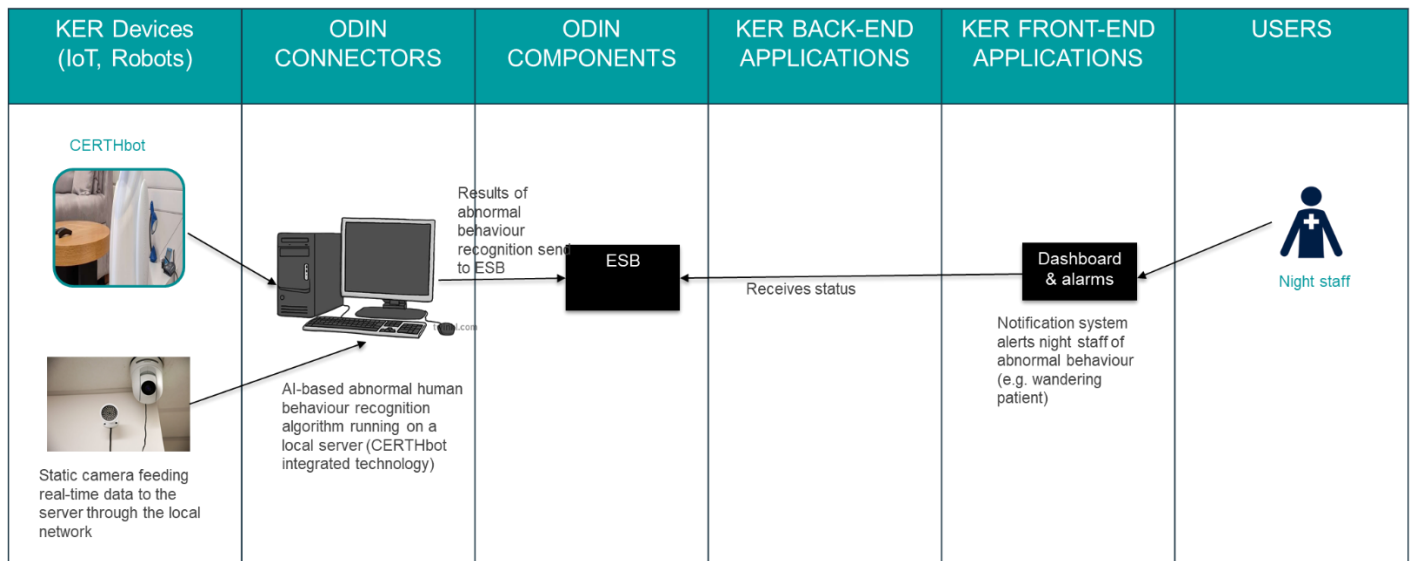 KER Devices
(IoT, Robots)
ODIN
CONNECTORS
ODIN
COMPONENTS
KER BACK-END
APPLICATIONS
KER FRONT-END
APPLICATIONS
USERS
CERTHbot
Static camera feeding
real-time data to the
server through the local
network
AI-based abnormal human
behaviour recognition
algorithm running on a
local server (CERTHbot
integrated technology)
Results of
abnormal
behaviour
recognition send
to ESB
ESB
Receives status
Dashboard
& alarms
Notification system
alerts night staff of
abnormal behaviour
(e.g. wandering
patient)
Night staff